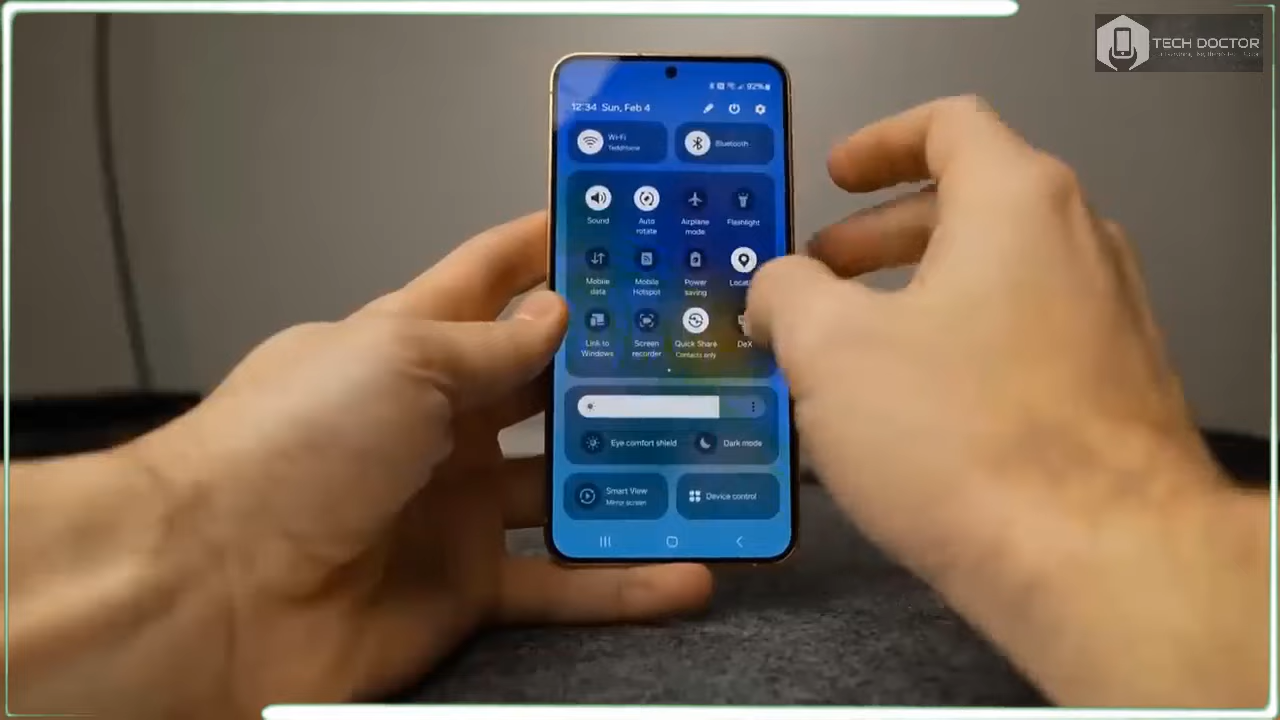 TECH DOCTOR
92%
12:34 Sun, Feb 4
Wi-Fi
Bluetooth
Sound
Auto rotate
Airplane mode
Flashlight
Mobile data
Mobile Hotspot
Power saving
Link to Windows
Screen recorder
Quick Share
Contacts only
DeX
Eye comfort shield
Dark mode
Smart View
Mirror screen
Device control